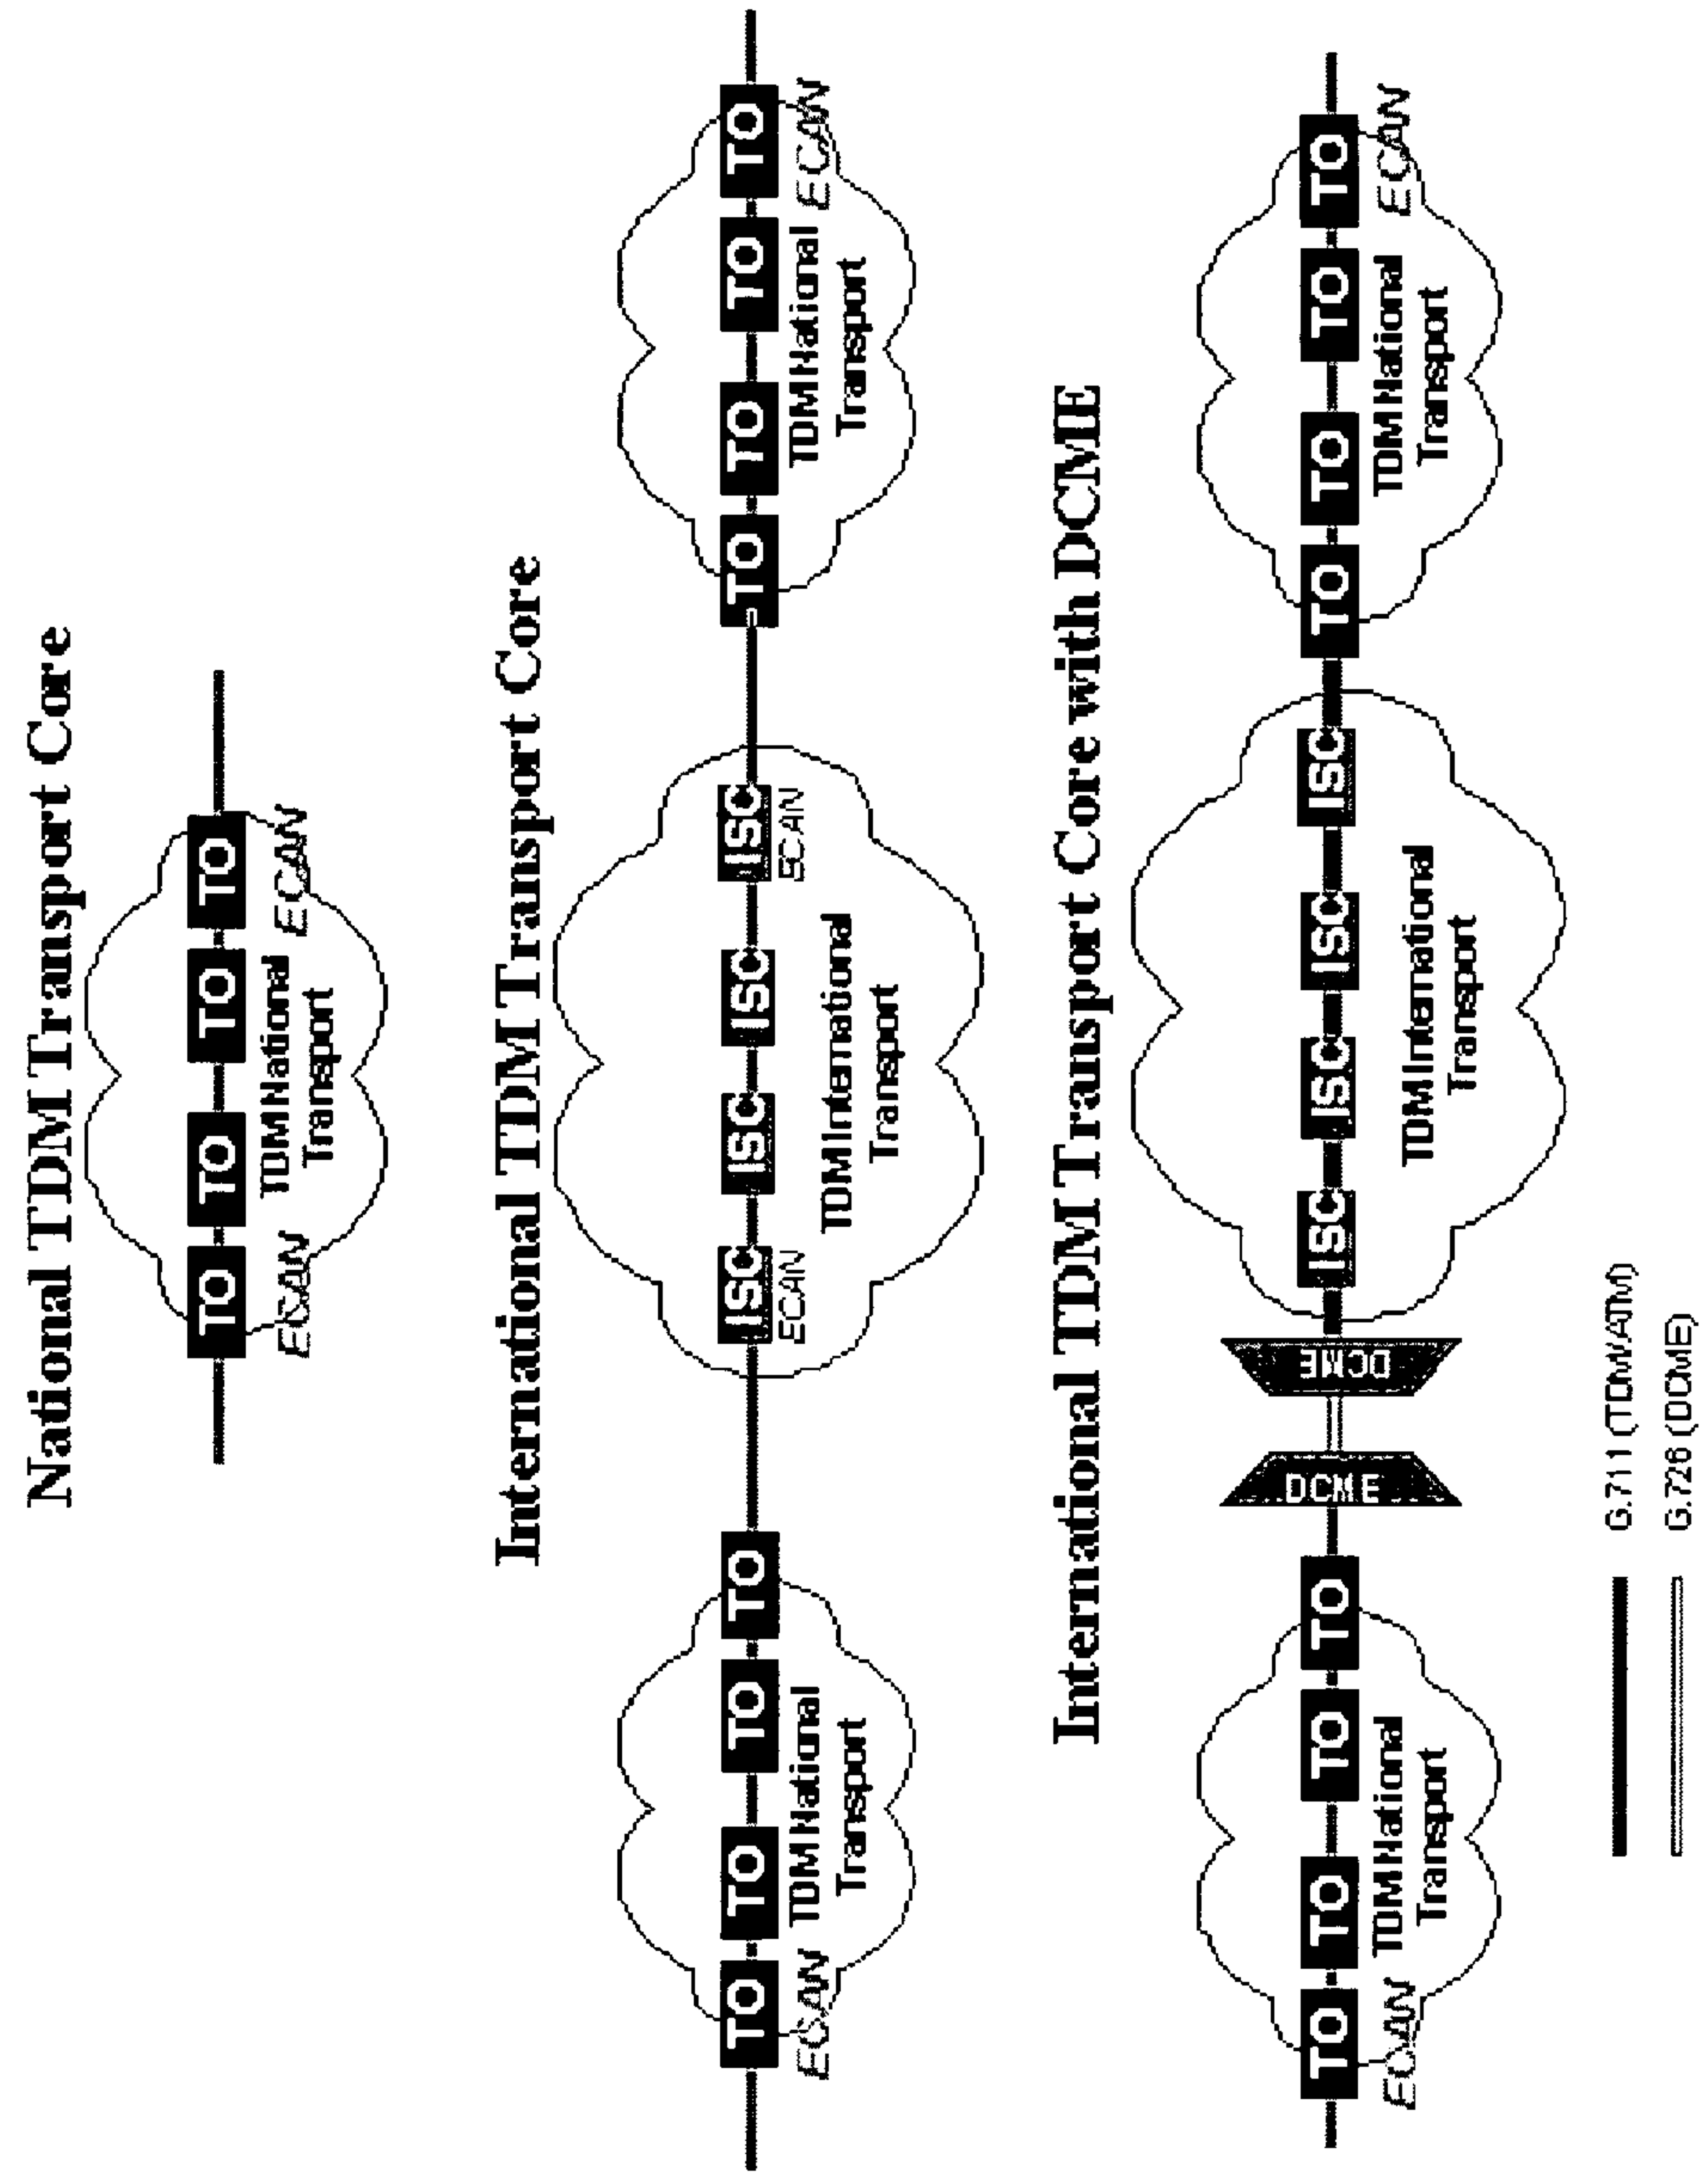 National TDM Transport Core
TO TO TO TO
ECAN TDM National ECAN
Transport
International TDM Transport Core
TO TO TO TO ISC ISC ISC ISC TO TO TO TO
ECAN TDM National ECAN SCAN TDM National ECAN
Transport Transport
TDM International
Transport
International TDM Transport Core with DCME
TO TO TO TO DCME DCME ISC ISC ISC ISC TO TO TO TO
ECAN TDM National TDM International TDM National ECAN
Transport Transport Transport
G.711 (TDM/ATM)
G.726 (DCME)